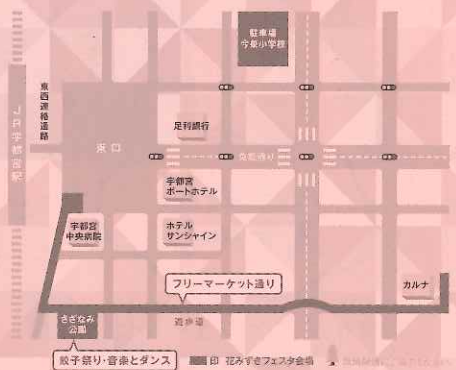 駐車場
今泉小学校
東西連絡通路
JR宇都宮駅
東口
足利銀行
宇都宮
ポートホテル
宇都宮
中央病院
ホテル
サンシャイン
フリーマーケット通り
カルナ
さざなみ
公園
遊歩道
餃子祭り・音楽とダンス
印 花みずきフェスタ会場